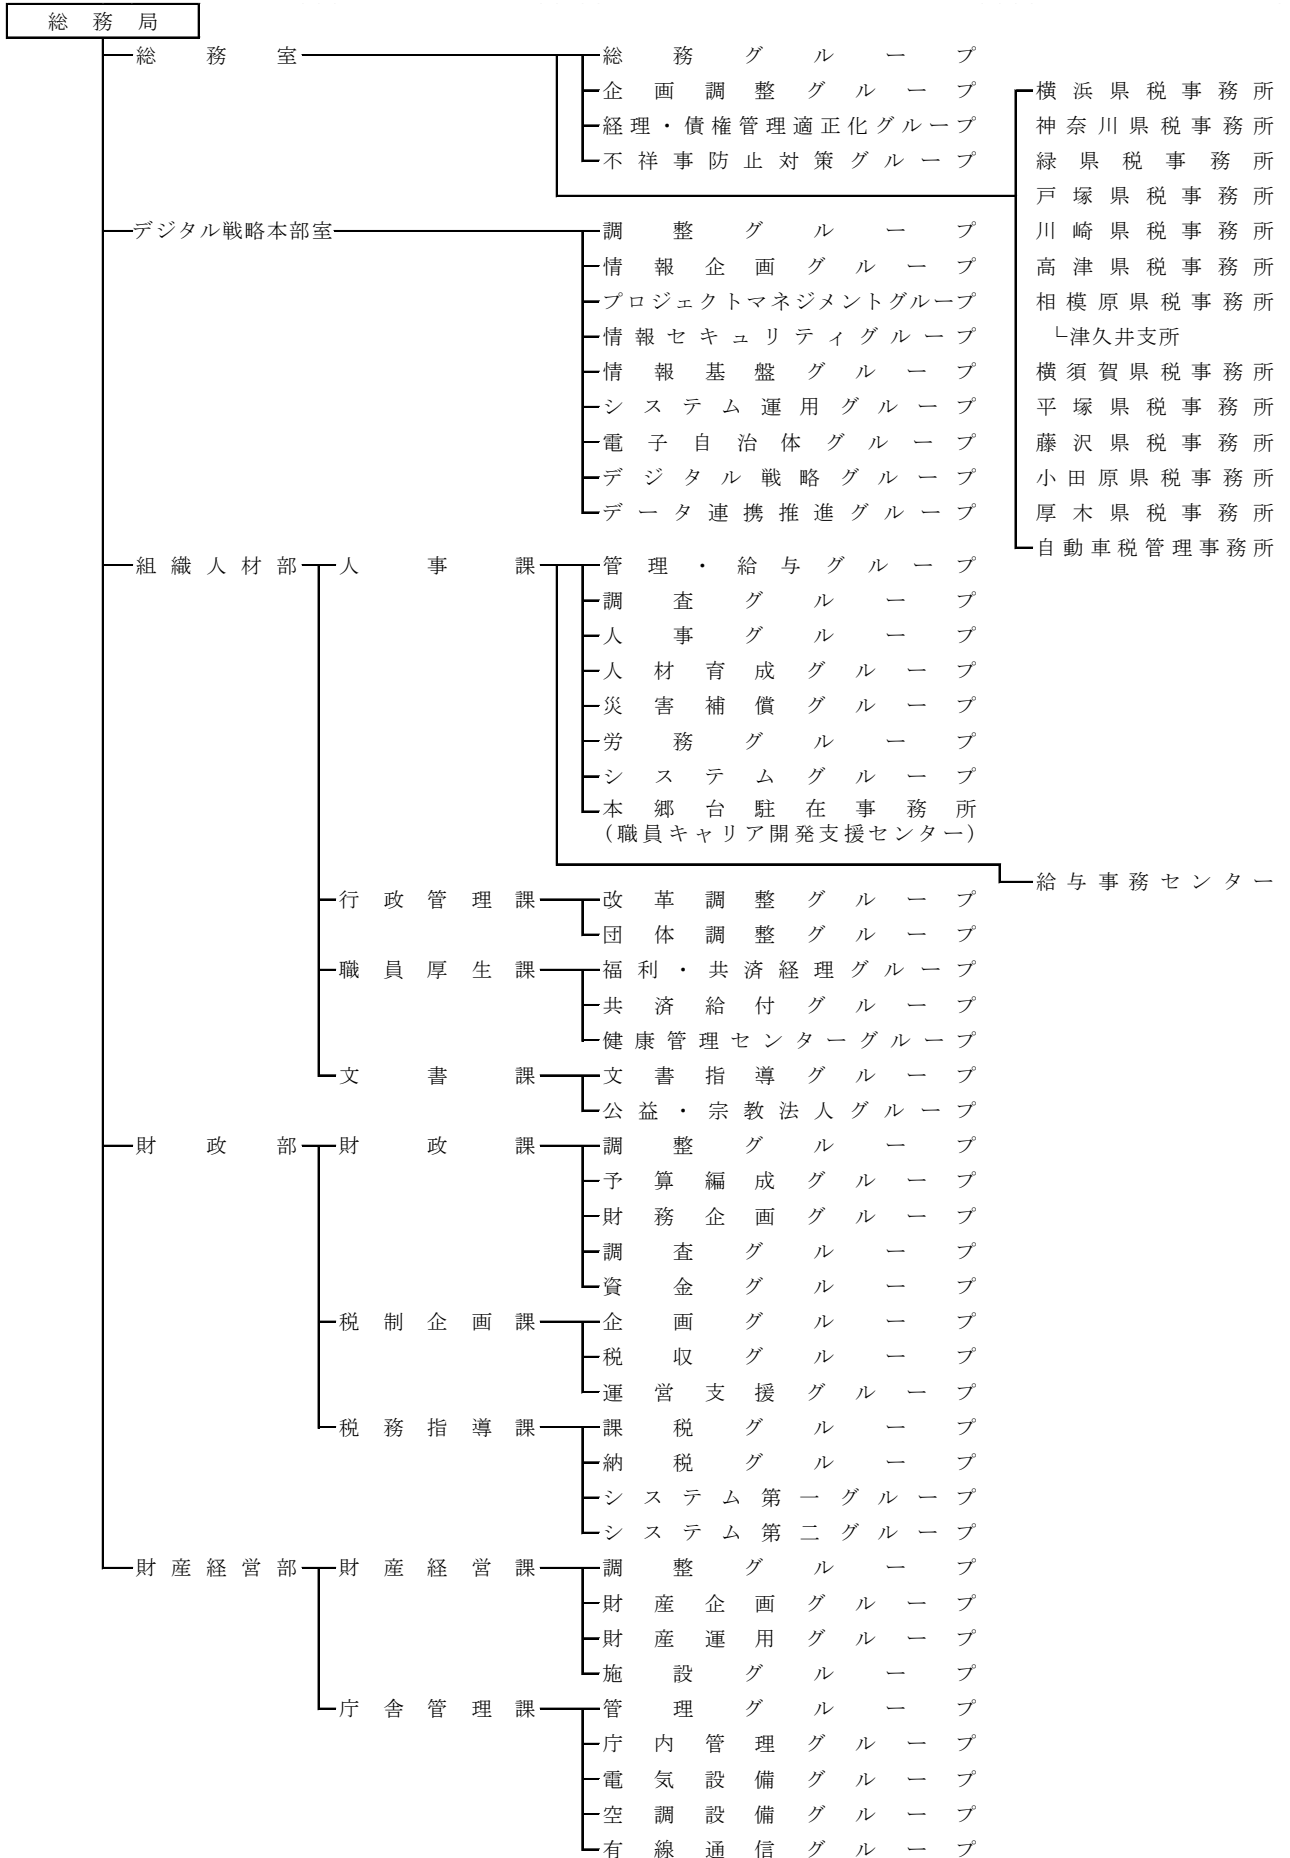 総務局
総務室 総務グループ
企画調整グループ 横浜県税事務所
経理・債権管理適正化グループ 神奈川県税事務所
不祥事防止対策グループ 緑県税事務所
戸塚県税事務所
デジタル戦略本部室 調整グループ 川崎県税事務所
情報企画グループ 高津県税事務所
プロジェクトマネジメントグループ 相模原県税事務所
情報セキュリティグループ └津久井支所
情報基盤グループ 横須賀県税事務所
システム運用グループ 平塚県税事務所
電子自治体グループ 藤沢県税事務所
デジタル戦略グループ 小田原県税事務所
データ連携推進グループ 厚木県税事務所
自動車税管理事務所
組織人材部 人事課 管理・給与グループ
調査グループ
人事グループ
人材育成グループ
災害補償グループ
労務グループ
システムグループ
本郷台駐在事務所
(職員キャリア開発支援センター)
給与事務センター
行政管理課 改革調整グループ
団体調整グループ
職員厚生課 福利・共済経理グループ
共済給付グループ
健康管理センターグループ
文書課 文書指導グループ
公益・宗教法人グループ
財政部 財政課 調整グループ
予算編成グループ
財務企画グループ
調査グループ
資金グループ
税制企画課 企画グループ
税収グループ
運営支援グループ
税務指導課 課税グループ
納税グループ
システム第一グループ
システム第二グループ
財産経営部 財産経営課 調整グループ
財産企画グループ
財産運用グループ
施設グループ
庁舎管理課 管理グループ
庁内管理グループ
電気設備グループ
空調設備グループ
有線通信グループ